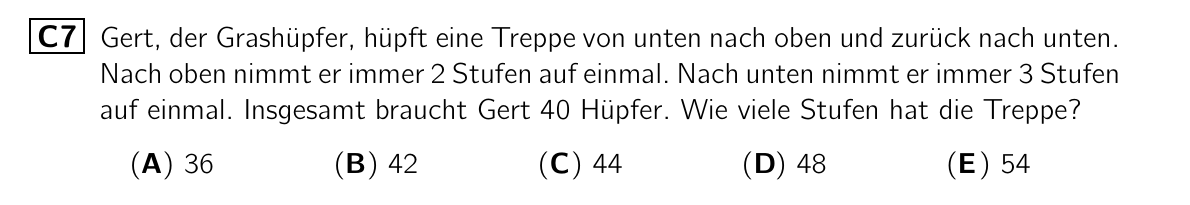 C7 Gert, der Grashüpfer, hüpft eine Treppe von unten nach oben und zurück nach unten.
Nach oben nimmt er immer 2 Stufen auf einmal. Nach unten nimmt er immer 3 Stufen
auf einmal. Insgesamt braucht Gert 40 Hüpfer. Wie viele Stufen hat die Treppe?
(A) 36 (B) 42 (C) 44 (D) 48 (E) 54